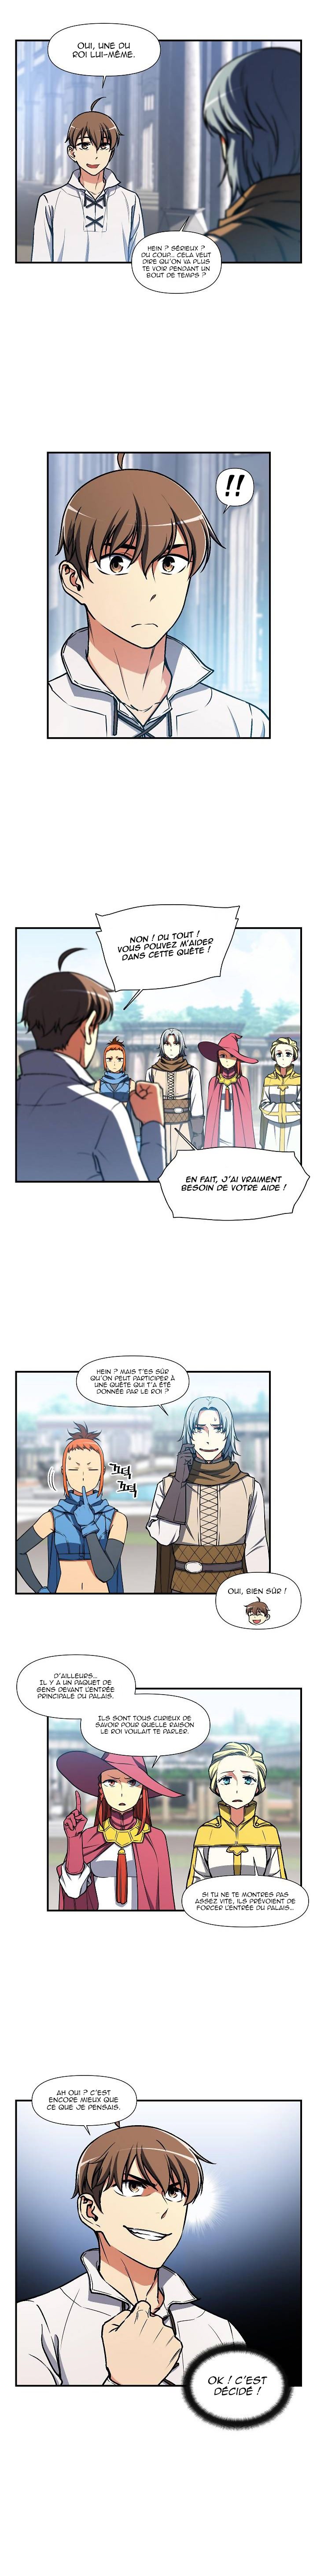 OUI, UNE DU
ROI LUI-MÊME.
HEIN ? SÉRIEUX ?
DU COUP... CELA VEUT
DIRE QU'ON VA PLUS
TE VOIR PENDANT UN
BOUT DE TEMPS ?
!!
NON ! DU TOUT !
VOUS POUVEZ M'AIDER
DANS CETTE QUÊTE !
EN FAIT, J'AI VRAIMENT
BESOIN DE VOTRE AIDE !
HEIN ? MAIS T'ES SÛR
QU'ON PEUT PARTICIPER À
UNE QUÊTE QUI T'A ÉTÉ
DONNÉE PAR LE ROI ?
끄덕
끄덕
OUI, BIEN SÛR !
D'AILLEURS...
IL Y A UN PAQUET DE
GENS DEVANT L'ENTRÉE
PRINCIPALE DU PALAIS.
ILS SONT TOUS CURIEUX DE
SAVOIR POUR QUELLE RAISON
LE ROI VOULAIT TE PARLER.
SI TU NE TE MONTRES PAS
ASSEZ VITE, ILS PRÉVOIENT DE
FORCER L'ENTRÉE DU PALAIS...
AH OUI ? C'EST
ENCORE MIEUX QUE
CE QUE JE PENSAIS.
OK ! C'EST
DÉCIDÉ !